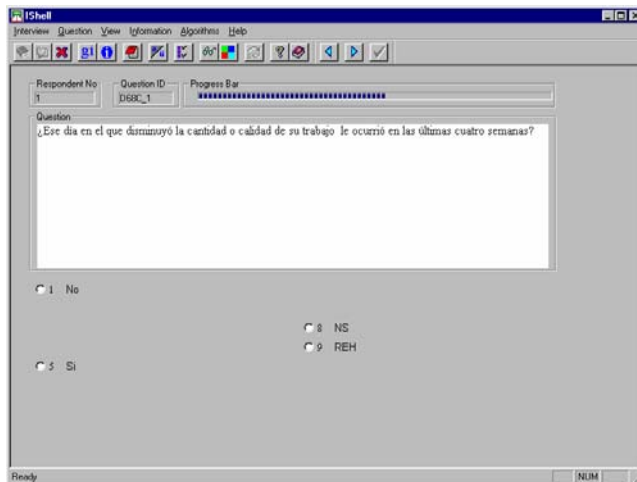 IShell
Interview Question View Information Algorithms Help
gi
Respondent No Question ID Progress Bar
1 D68C_1
Question
¿Ese día en el que disminuyó la cantidad o calidad de su trabajo le ocurrió en las últimas cuatro semanas?
1 No
8 NS
9 REH
5 Si
Ready NUM